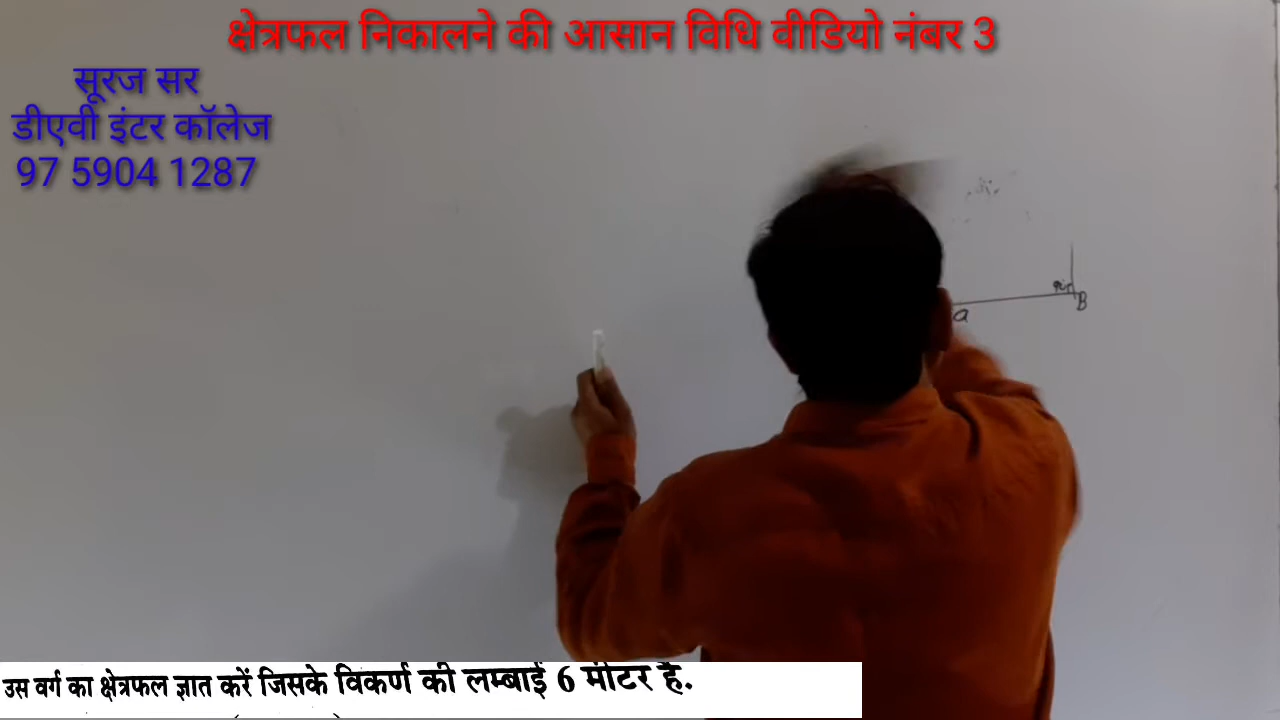 क्षेत्रफल निकालने की आसान विधि वीडियो नंबर 3
सूरज सर
डीएवी इंटर कॉलेज
97 5904 1287
a
B
उस वर्ग का क्षेत्रफल ज्ञात करें जिसके विकर्ण की लम्बाई 6 मीटर है.